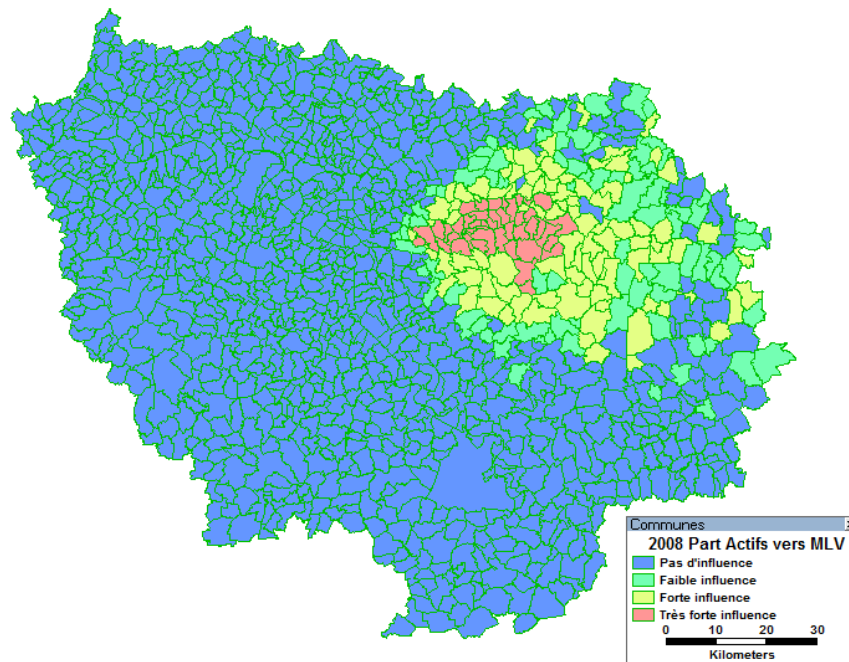 Communes
2008 Part Actifs vers MLV
Pas d'influence
Faible influence
Forte influence
Très forte influence
0 10 20 30
Kilometers